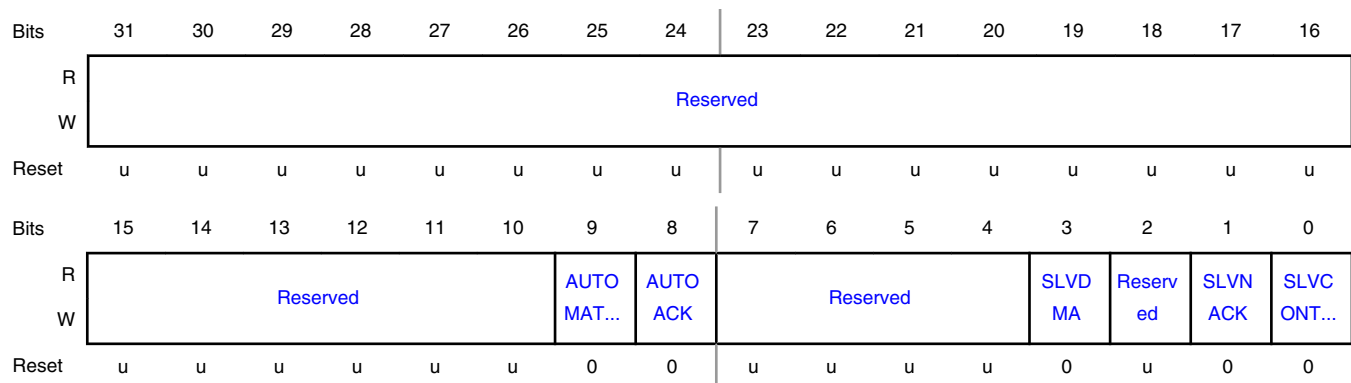 Bits 31 30 29 28 27 26 25 24 23 22 21 20 19 18 17 16
R
Reserved
W
Reset u u u u u u u u u u u u u u u u
Bits 15 14 13 12 11 10 9 8 7 6 5 4 3 2 1 0
R
Reserved AUTO AUTO Reserved SLVD Reserv SLVN SLVC
MAT... ACK MA ed ACK ONT...
W
Reset u u u u u u 0 0 u u u u 0 u 0 0